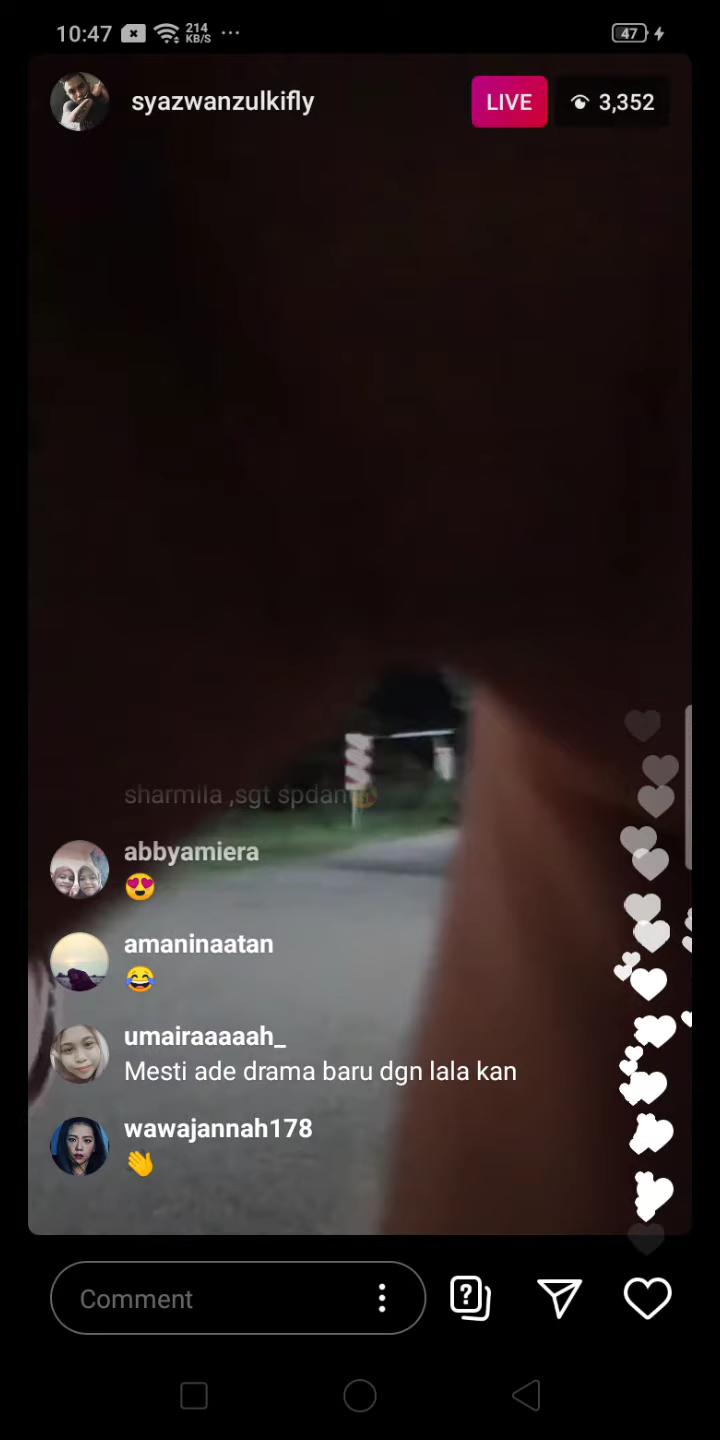 10:47 214 KB/S ... 47
syazwanzulkifly LIVE 3,352
sharmila ,sgt spdan
abbyamiera
😍
amaninaatan
😂
umairaaaaah_
Mesti ade drama baru dgn lala kan
wawajannah178
👋
Comment